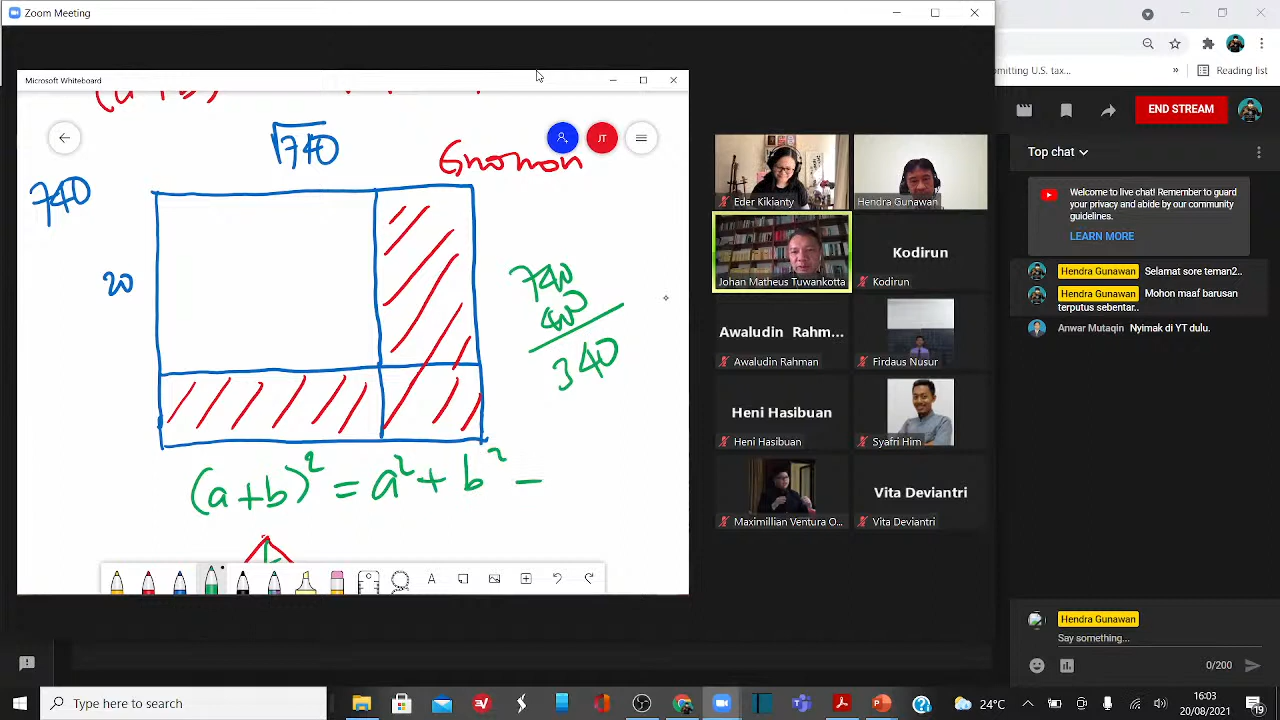 Zoom Meeting
Microsoft Whiteboard
√740
Gnomon
JT
740
20
740
400
340
(a+b)² = a² + b² –
Eder Kikianty
Hendra Gunawan
Johan Matheus Tuwankotta
Kodirun
Kodirun
Awaludin Rahm...
Awaludin Rahman
Firdaus Nusur
Heni Hasibuan
Heni Hasibuan
Syafri Him
Maximillian Ventura O...
Vita Deviantri
Vita Deviantri
omitting U.S. tax...
»
Reading list
END STREAM
Top chat
Welcome to live chat! Remember to guard
your privacy and abide by our community
guidelines.
LEARN MORE
Hendra Gunawan Selamat sore tem2..
Hendra Gunawan Mohon maaf barusan
terputus sebentar..
Anwar Mutaqin Nyimak di YT dulu.
Hendra Gunawan
Say something...
0/200
Type here to search
24°C
16:03
20/08/2021